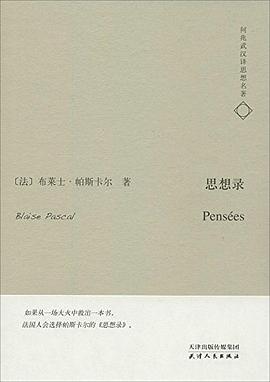 何兆武汉译思想名著
〔法〕布莱士·帕斯卡尔 著
Blaise Pascal
思想录
Pensées
如果从一场大火中救出一本书,
法国人会选择帕斯卡尔的《思想录》。
天津出版传媒集团
天津人民出版社